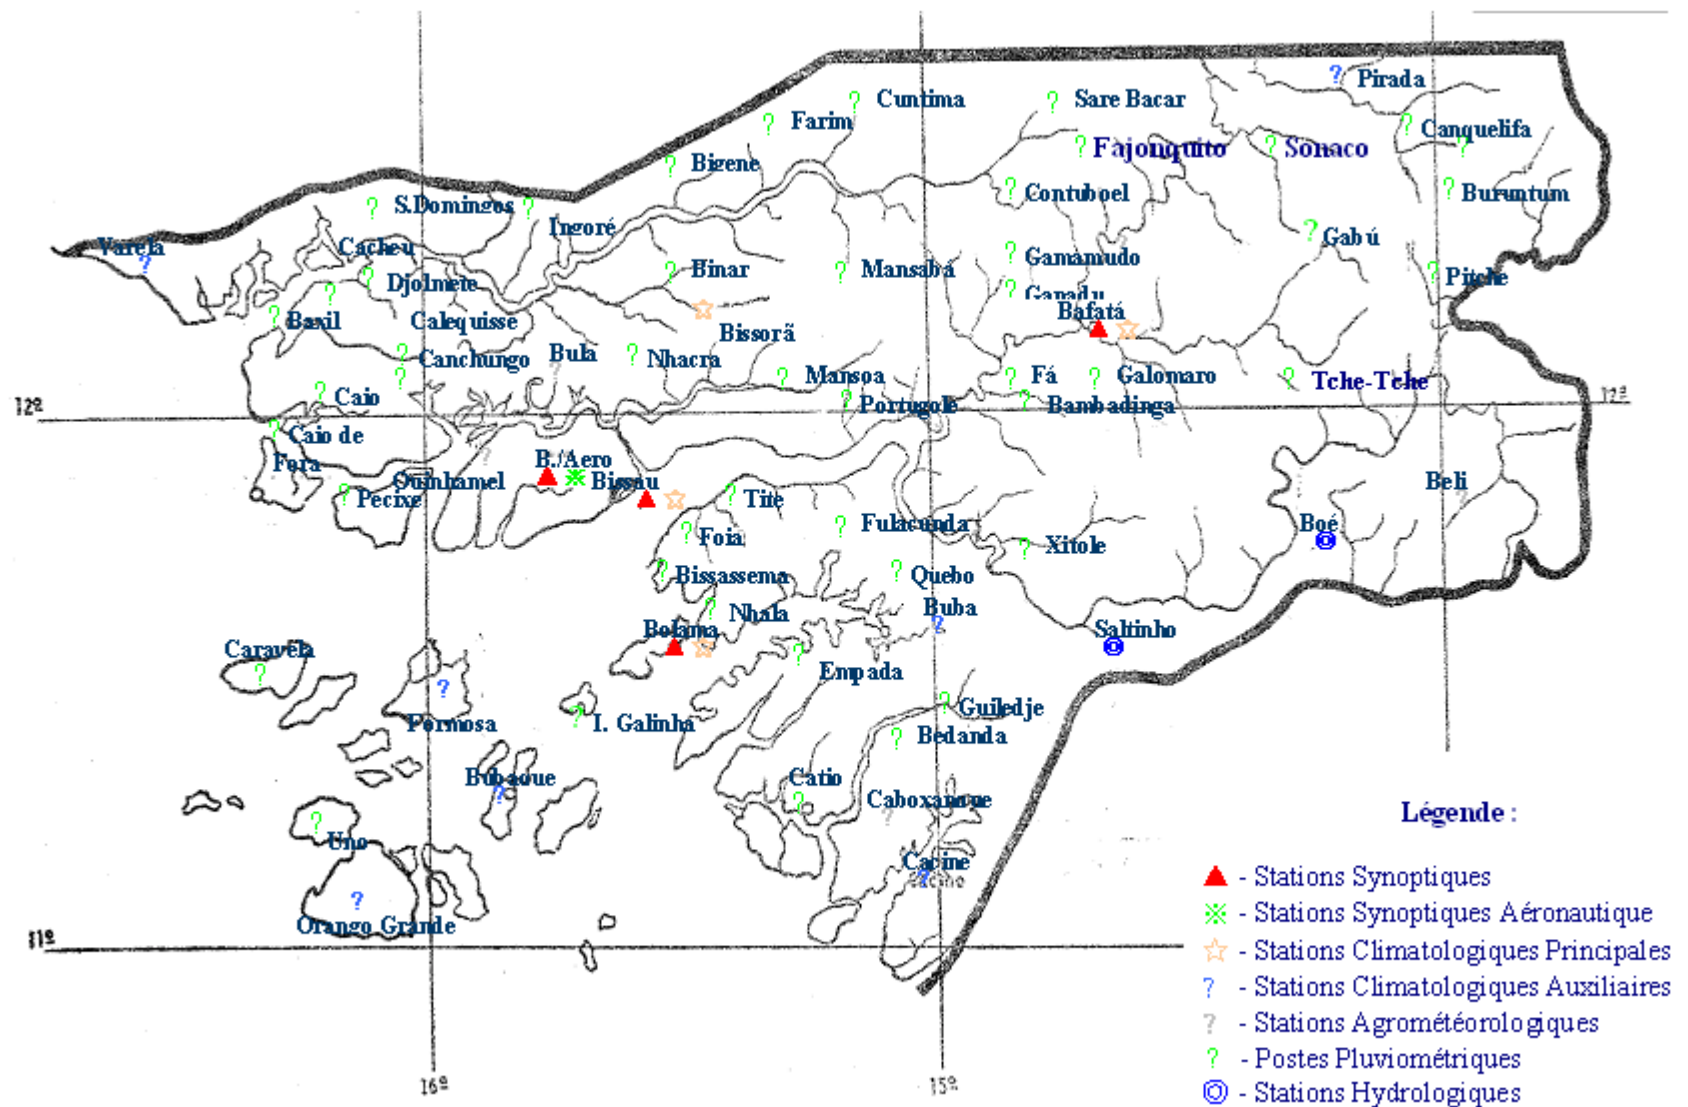 Pirada
Cuntima
Sare Bacar
Farim
Canquelifa
Fajonquito
Sonaco
Bigene
Contuboel
Buruntum
S.Domingos
Ingoré
Gabú
Varela
Cacheu
Gamamudo
Binar
Mansabá
Pitche
Djolmete
Ganadu
Bafatá
Baxil
Calequisse
Bissorã
Canchungo
Bula
Nhacra
Mansoa
Fá
Galomaro
Tche-Tche
Caio
Portugole
Bambadinga
12º
12º
Caio de
Fora
B./Aero
Quinhamel
Bissau
Beli
Pecixe
Tite
Fulacunda
Boé
Foia
Xitole
Bissassema
Quebo
Nhala
Buba
Bolama
Saltinho
Caravela
Empada
Formosa
I. Galinha
Guiledje
Bedanda
Bubaque
Catio
Caboxanque
Légende :
Uno
Cacine
- Stations Synoptiques
Orango Grande
- Stations Synoptiques Aéronautique
11º
- Stations Climatologiques Principales
- Stations Climatologiques Auxiliaires
- Stations Agrométéorologiques
- Postes Pluviométriques
16º
15º
- Stations Hydrologiques